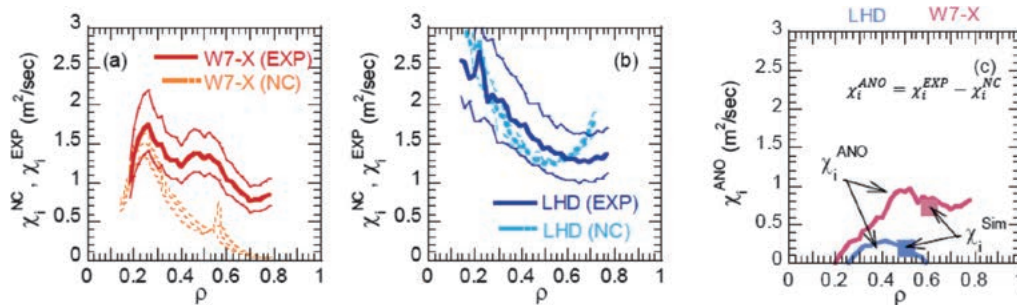 (a)
W7-X (EXP)
W7-X (NC)
χ_i^NC , χ_i^EXP (m²/sec)
3
2.5
2
1.5
1
0.5
0
0 0.2 0.4 0.6 0.8 1
ρ
(b)
LHD (EXP)
LHD (NC)
χ_i^NC , χ_i^EXP (m²/sec)
3
2.5
2
1.5
1
0.5
0
0 0.2 0.4 0.6 0.8 1
ρ
LHD W7-X
(c)
χ_i^ANO = χ_i^EXP − χ_i^NC
χ_i^ANO
χ_i^Sim
χ_i^ANO (m²/sec)
3
2.5
2
1.5
1
0.5
0
0 0.2 0.4 0.6 0.8 1
ρ